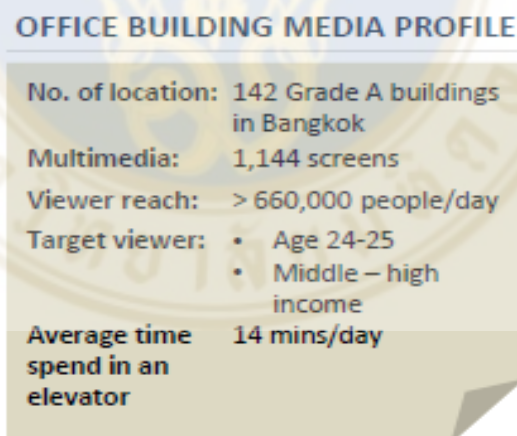 OFFICE BUILDING MEDIA PROFILE
No. of location: 142 Grade A buildings
in Bangkok
Multimedia: 1,144 screens
Viewer reach: > 660,000 people/day
Target viewer: • Age 24-25
• Middle – high
income
Average time 14 mins/day
spend in an
elevator